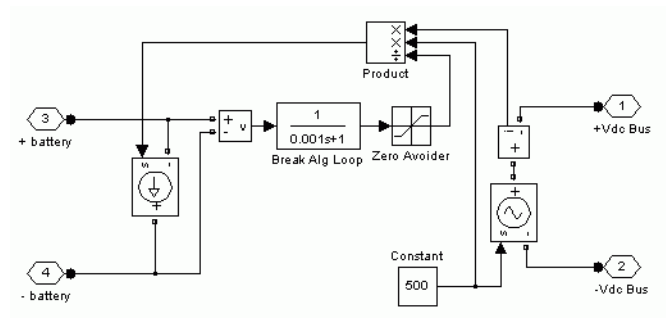 ×
×
÷
Product
3
+ battery
+
-
v
1
0.001s+1
Break Alg Loop
Zero Avoider
1
+Vdc Bus
s
-
+
i
-
+
+
s
-
4
- battery
Constant
500
2
-Vdc Bus